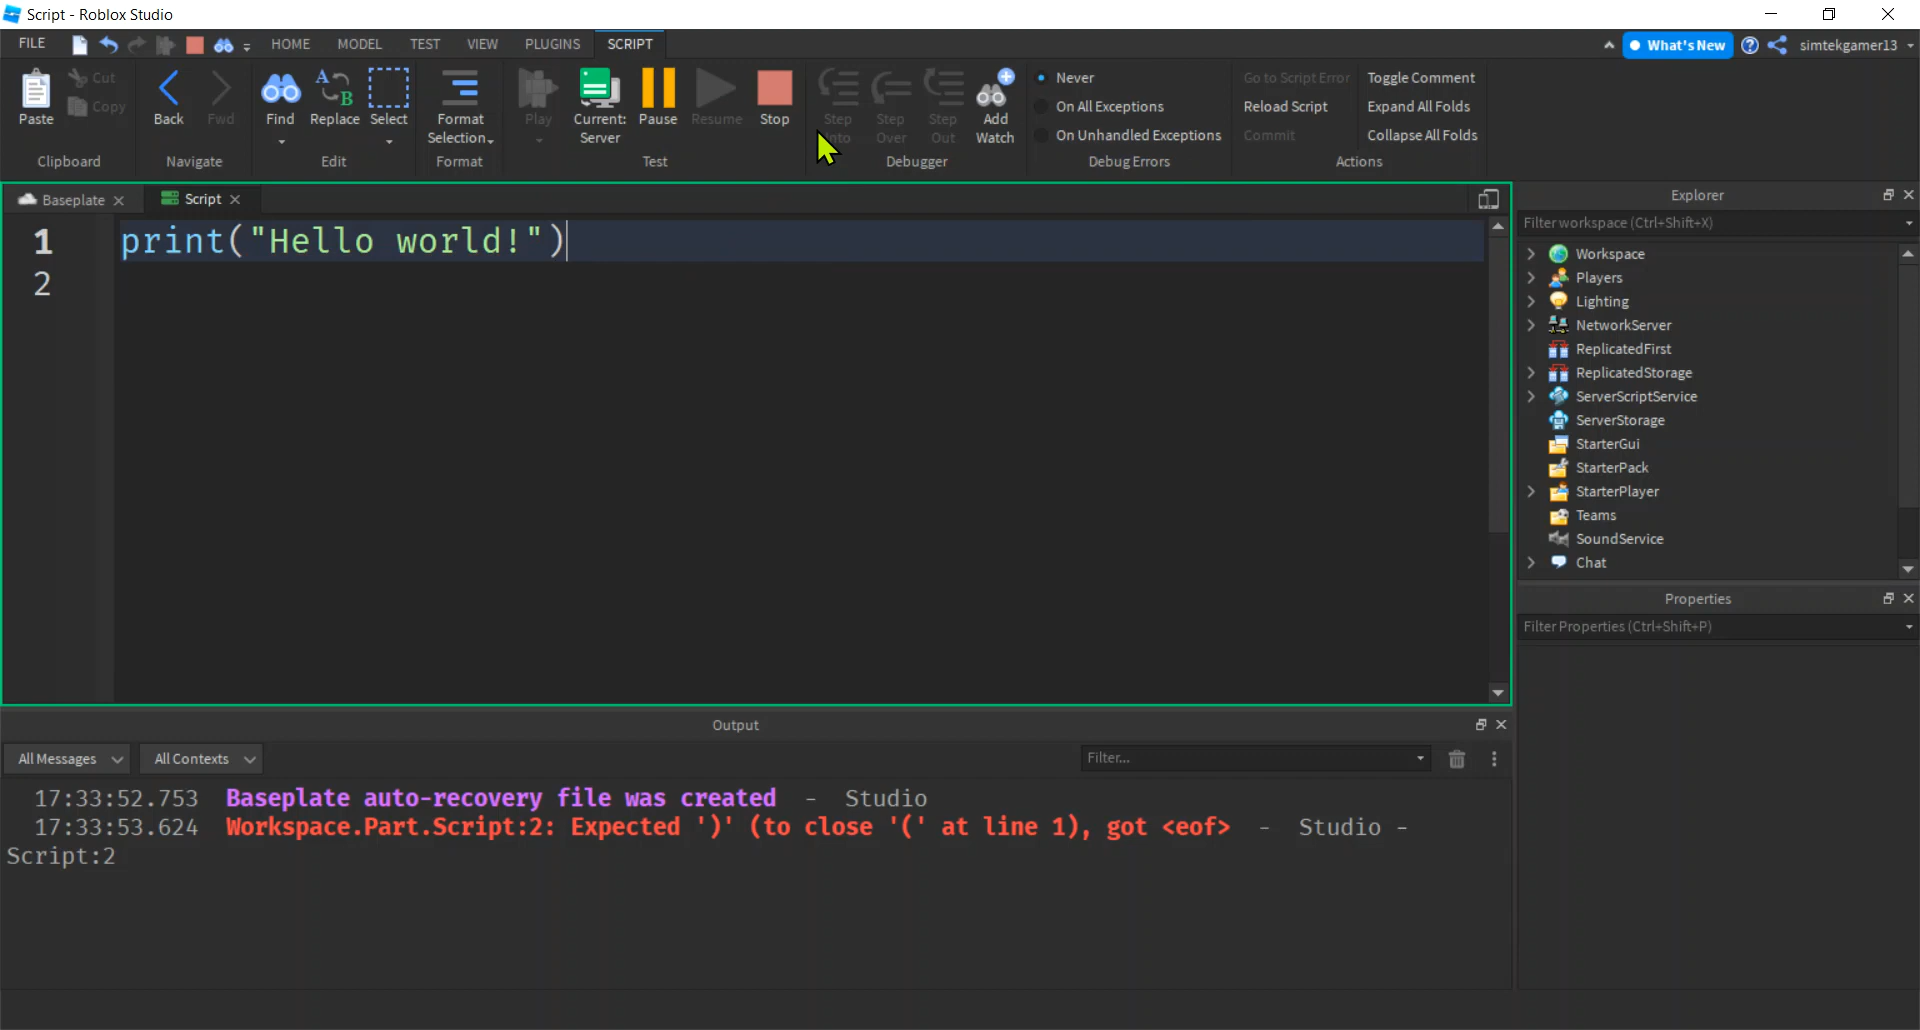 Script - Roblox Studio
FILE HOME MODEL TEST VIEW PLUGINS SCRIPT What's New simtekgamer13
Paste Cut Copy
Clipboard
Back Fwd
Navigate
Find Replace Select
Edit
Format Selection
Format
Play Current: Server Pause Resume Stop
Test
Step Into Step Over Step Out Add Watch
Debugger
Never
On All Exceptions
On Unhandled Exceptions
Debug Errors
Go to Script Error Toggle Comment
Reload Script Expand All Folds
Commit Collapse All Folds
Actions
Baseplate Script
1 print("Hello world!")
2
Explorer
Filter workspace (Ctrl+Shift+X)
Workspace
Players
Lighting
NetworkServer
ReplicatedFirst
ReplicatedStorage
ServerScriptService
ServerStorage
StarterGui
StarterPack
StarterPlayer
Teams
SoundService
Chat
Properties
Filter Properties (Ctrl+Shift+P)
Output
All Messages All Contexts Filter...
17:33:52.753 Baseplate auto-recovery file was created - Studio
17:33:53.624 Workspace.Part.Script:2: Expected ')' (to close '(' at line 1), got <eof> - Studio -
Script:2